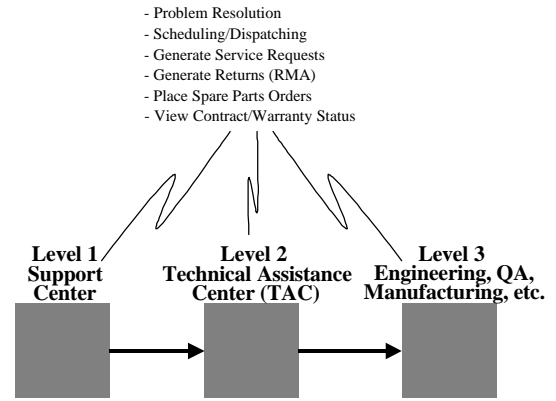 - Problem Resolution
- Scheduling/Dispatching
- Generate Service Requests
- Generate Returns (RMA)
- Place Spare Parts Orders
- View Contract/Warranty Status
Level 1
Support
Center
Level 2
Technical Assistance
Center (TAC)
Level 3
Engineering, QA,
Manufacturing, etc.